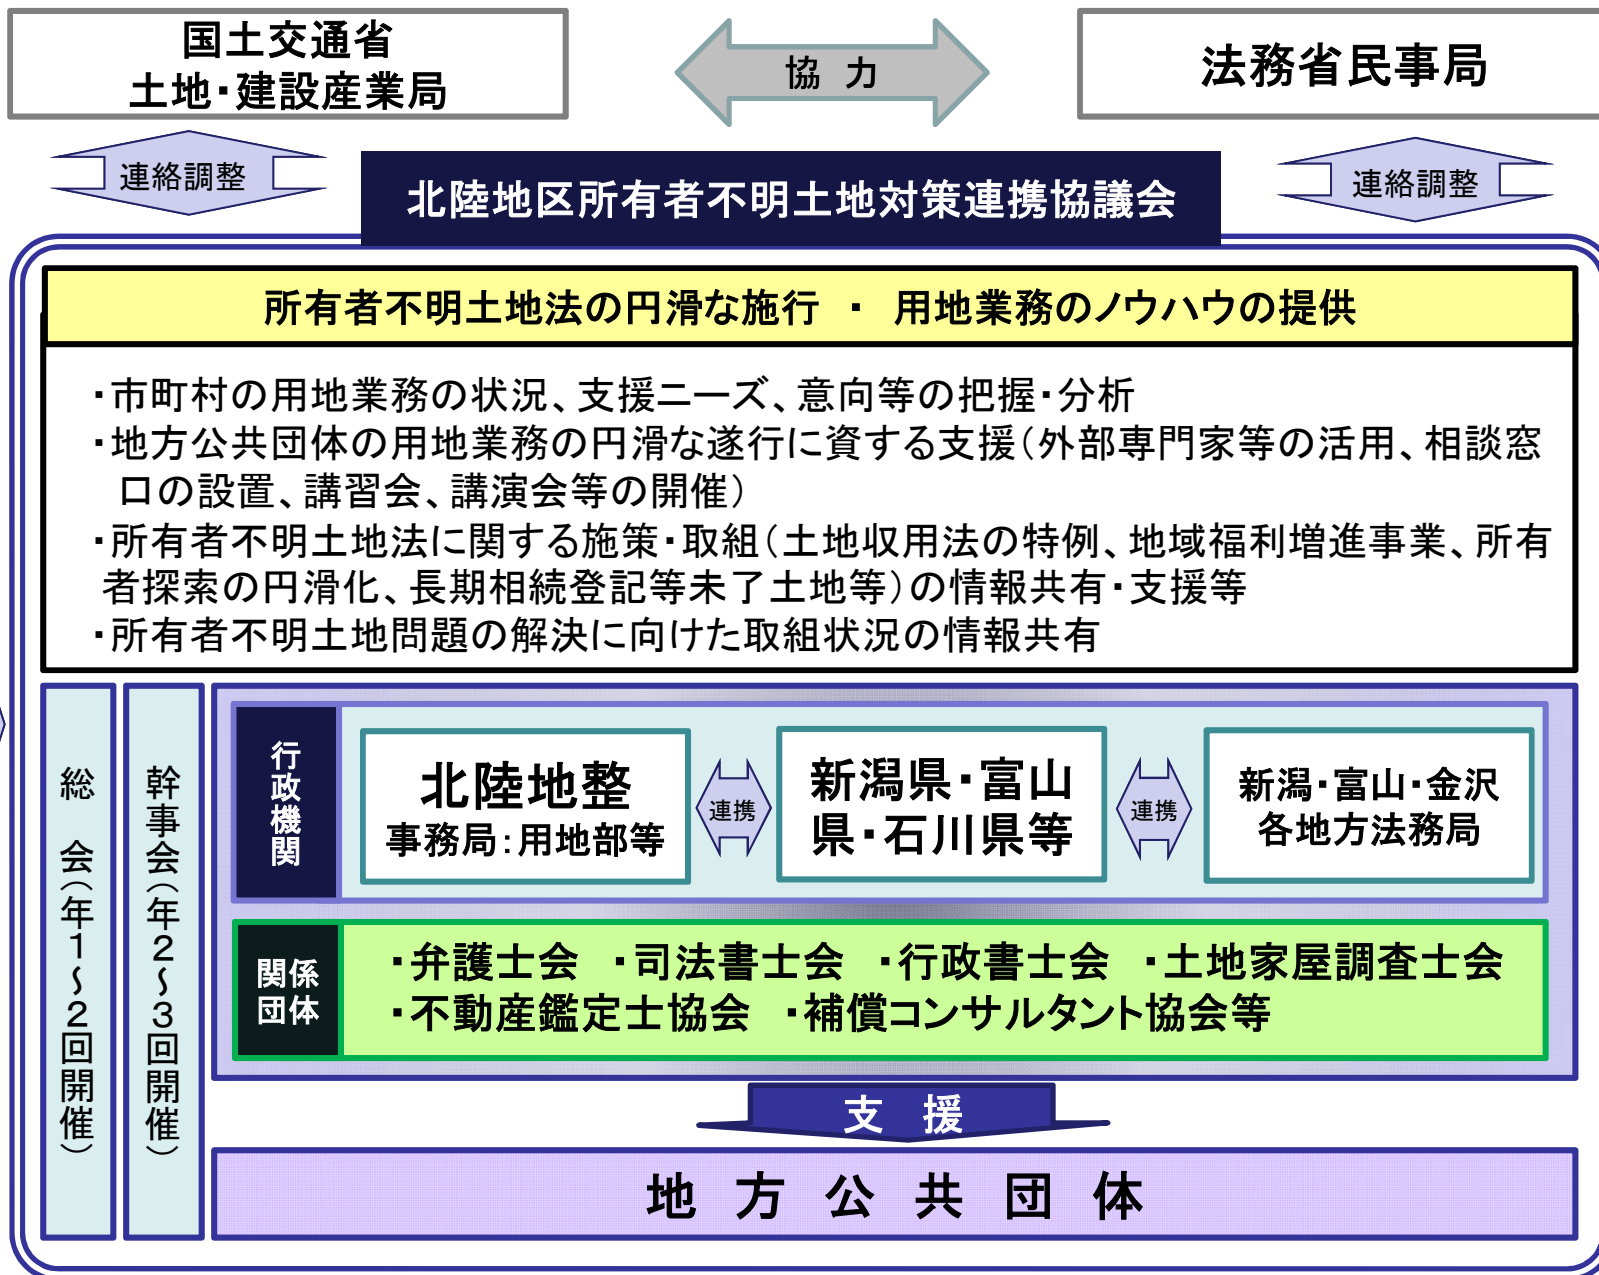 国土交通省
土地・建設産業局
協 力
法務省民事局
連絡調整
連絡調整
北陸地区所有者不明土地対策連携協議会
所有者不明土地法の円滑な施行 ・ 用地業務のノウハウの提供
・市町村の用地業務の状況、支援ニーズ、意向等の把握・分析
・地方公共団体の用地業務の円滑な遂行に資する支援（外部専門家等の活用、相談窓
口の設置、講習会、講演会等の開催）
・所有者不明土地法に関する施策・取組（土地収用法の特例、地域福利増進事業、所有
者探索の円滑化、長期相続登記等未了土地等）の情報共有・支援等
・所有者不明土地問題の解決に向けた取組状況の情報共有
総 会（年１～２回開催）
幹事会（年２～３回開催）
行政機関
北陸地整
事務局：用地部等
連携
新潟県・富山
県・石川県等
連携
新潟・富山・金沢
各地方法務局
関係
団体
・弁護士会 ・司法書士会 ・行政書士会 ・土地家屋調査士会
・不動産鑑定士協会 ・補償コンサルタント協会等
支 援
地 方 公 共 団 体